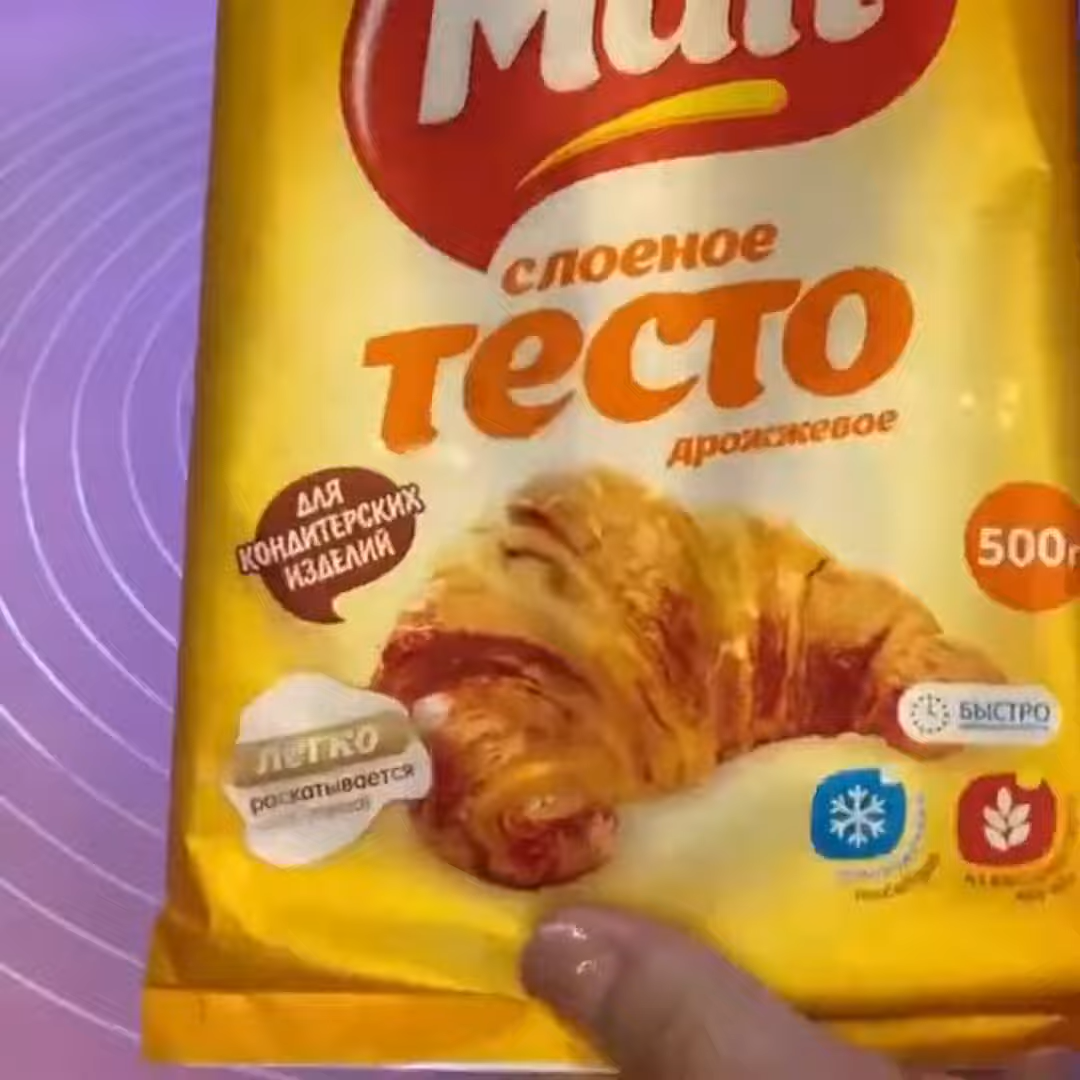 слоеное
тесто
дрожжевое
ДЛЯ
КОНДИТЕРСКИХ
ИЗДЕЛИЙ
500г
БЫСТРО
легко
раскатывается